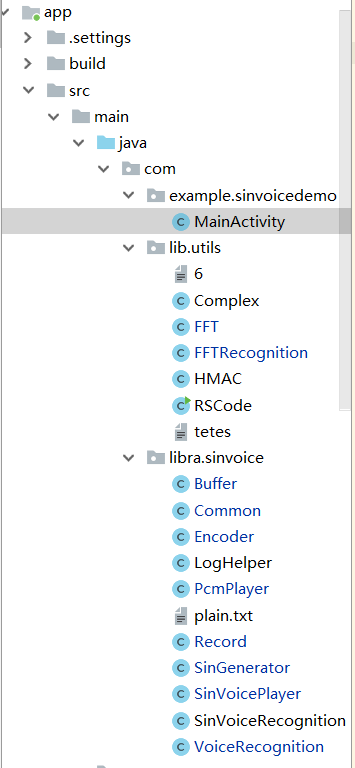 app
.settings
build
src
main
java
com
example.sinvoicedemo
MainActivity
lib.utils
6
Complex
FFT
FFTRecognition
HMAC
RSCode
tetes
libra.sinvoice
Buffer
Common
Encoder
LogHelper
PcmPlayer
plain.txt
Record
SinGenerator
SinVoicePlayer
SinVoiceRecognition
VoiceRecognition